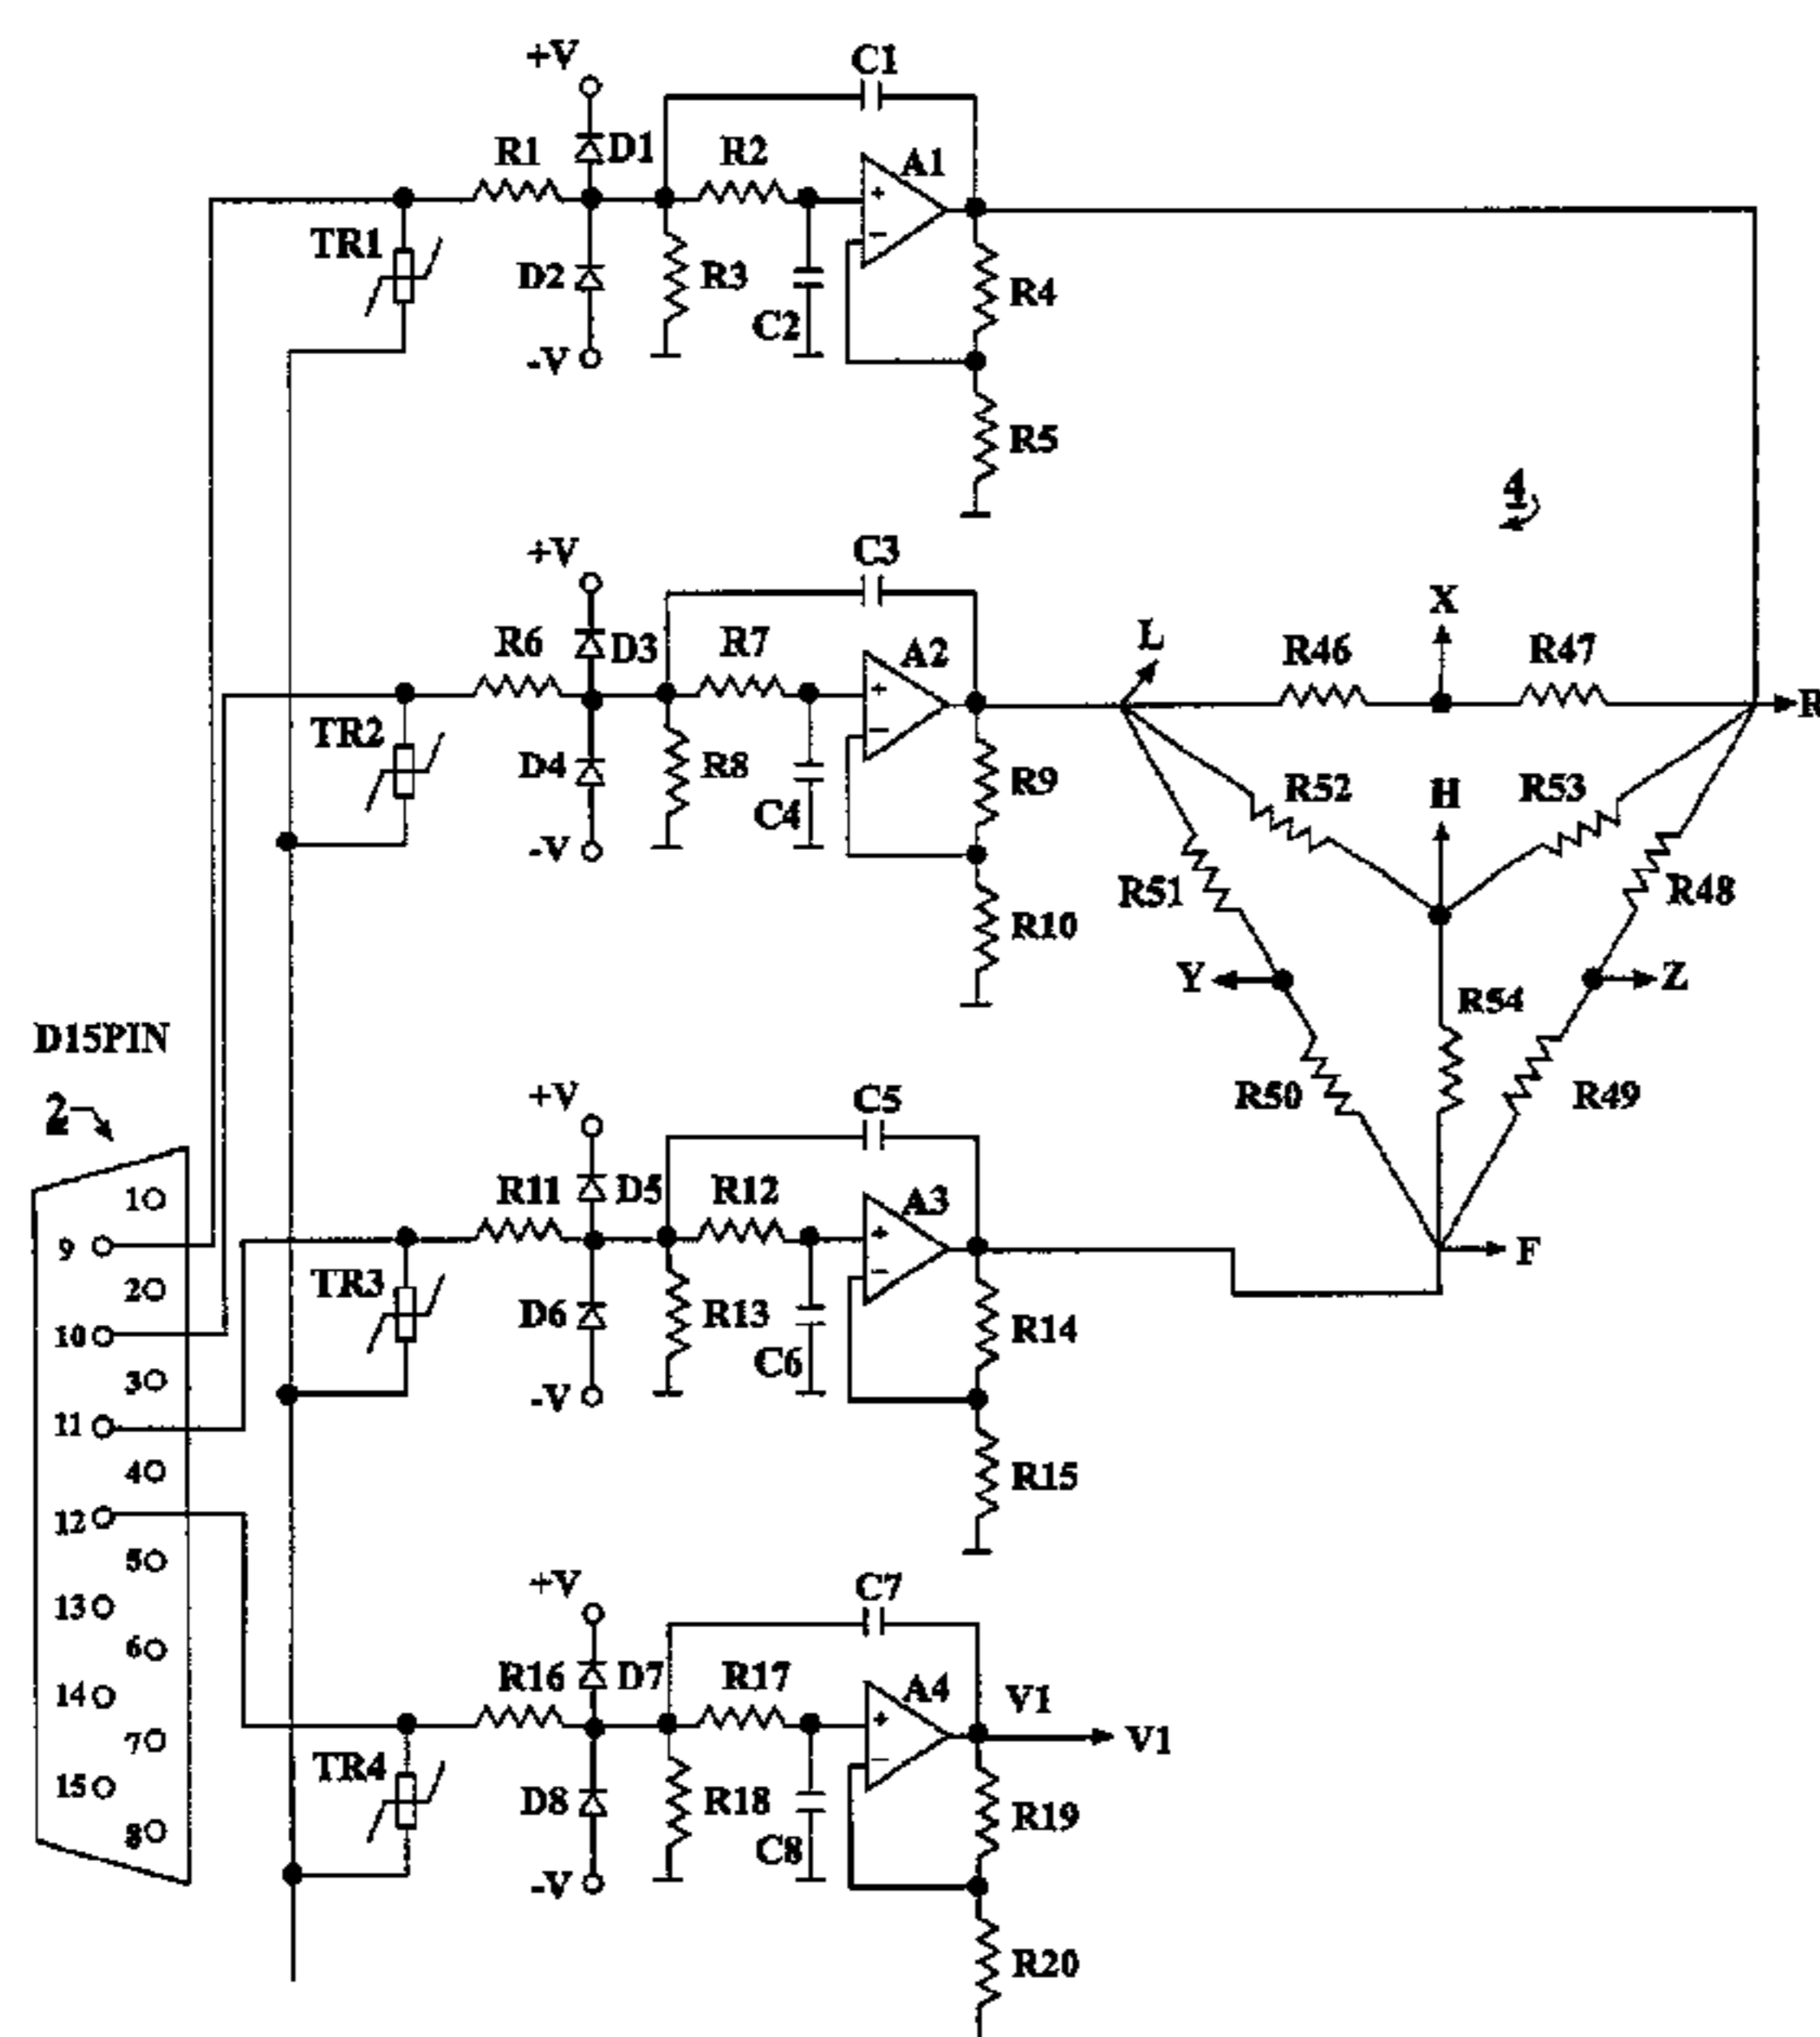 +V
C1
R1
D1
R2
A1
+
TR1
D2
R3
−
R4
C2
-V
R5
4
+V
C3
X
L
R6
D3
R7
A2
R46
R47
+
R
TR2
D4
R8
−
R9
R52
H
R53
C4
-V
R51
R48
R10
Y
Z
R54
D15PIN
2
+V
C5
R50
R49
R11
D5
R12
A3
1
+
9
F
TR3
2
D6
R13
−
R14
10
C6
3
-V
11
4
R15
12
5
+V
C7
13
6
R16
D7
R17
A4
V1
14
+
7
V1
TR4
15
D8
R18
−
R19
8
C8
-V
R20